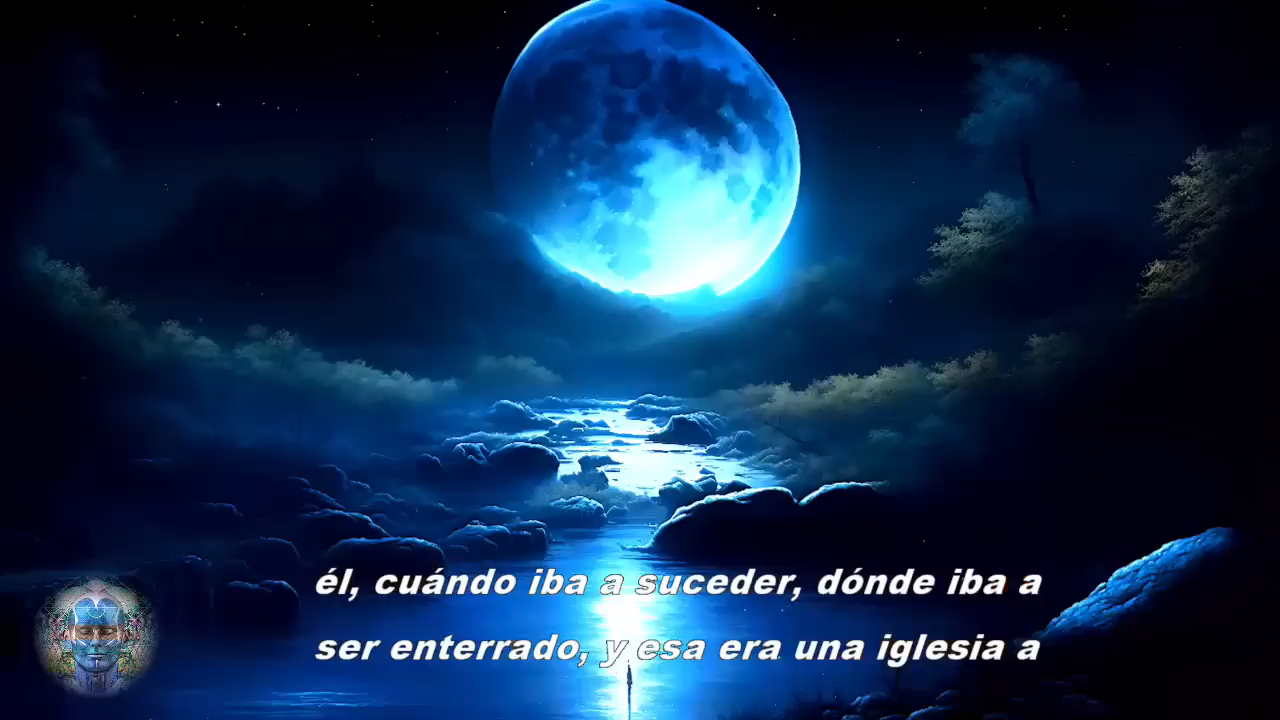 él, cuándo iba a suceder, dónde iba a
ser enterrado, y esa era una iglesia a